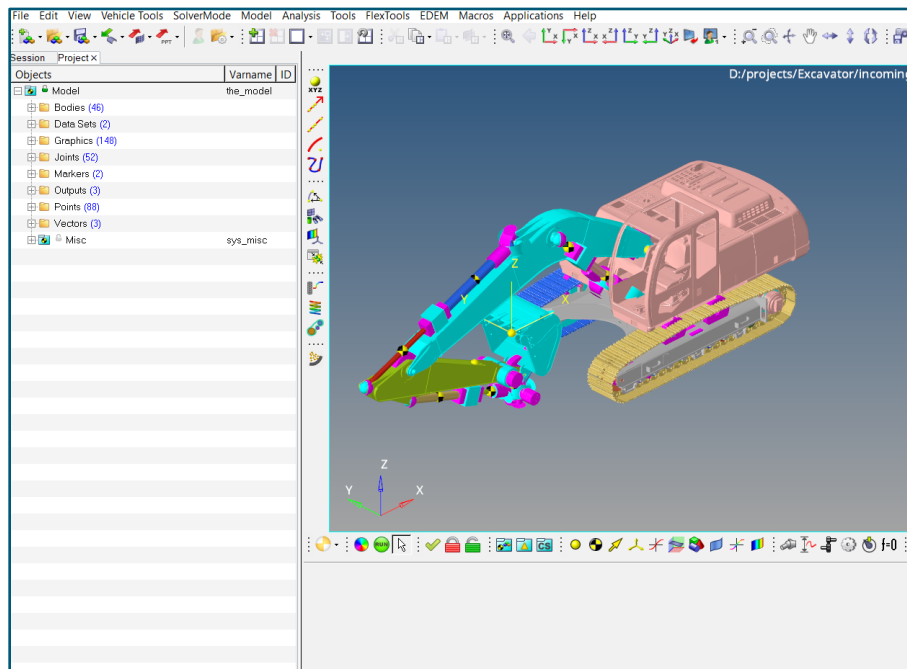 File Edit View Vehicle Tools SolverMode Model Analysis Tools FlexTools EDEM Macros Applications Help
PPT
Session Project ×
Objects Varname ID
Model the_model
Bodies (46)
Data Sets (2)
Graphics (148)
Joints (52)
Markers (2)
Outputs (3)
Points (88)
Vectors (3)
Misc sys_misc
XYZ
D:/projects/Excavator/Incoming
Z
Y X
Z
Y X
RUN CS f=0